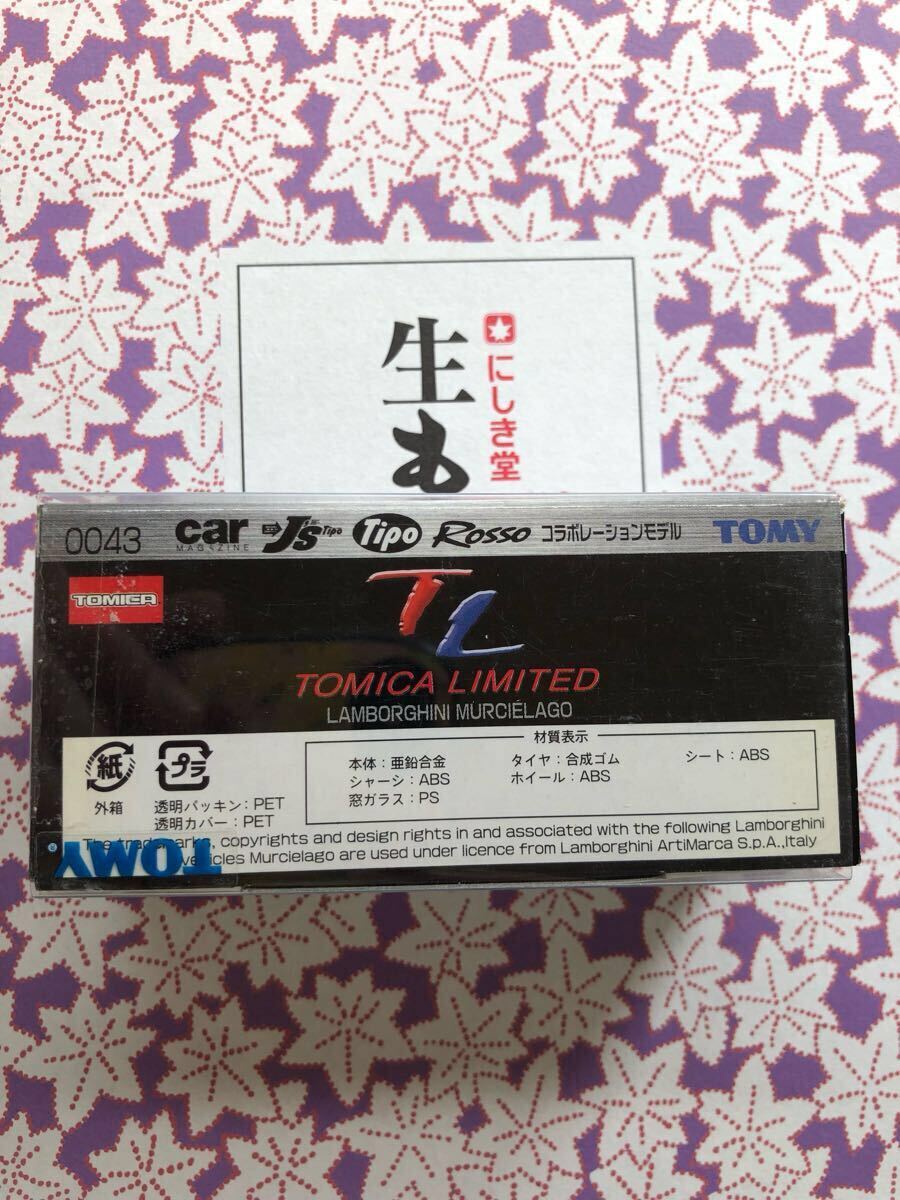 にしき堂
生も
0043 car MAGAZINE J's Tipo Tipo Rosso コラボレーションモデル TOMY
TOMICA
TL
TOMICA LIMITED
LAMBORGHINI MURCIÉLAGO
材質表示
本体：亜鉛合金 タイヤ：合成ゴム シート：ABS
シャーシ：ABS ホイール：ABS
窓ガラス：PS
紙 プラ
外箱 透明パッキン：PET
透明カバー：PET
The trademarks, copyrights and design rights in and associated with the following Lamborghini
vehicles Murcielago are used under licence from Lamborghini ArtiMarca S.p.A.,Italy
TOMY